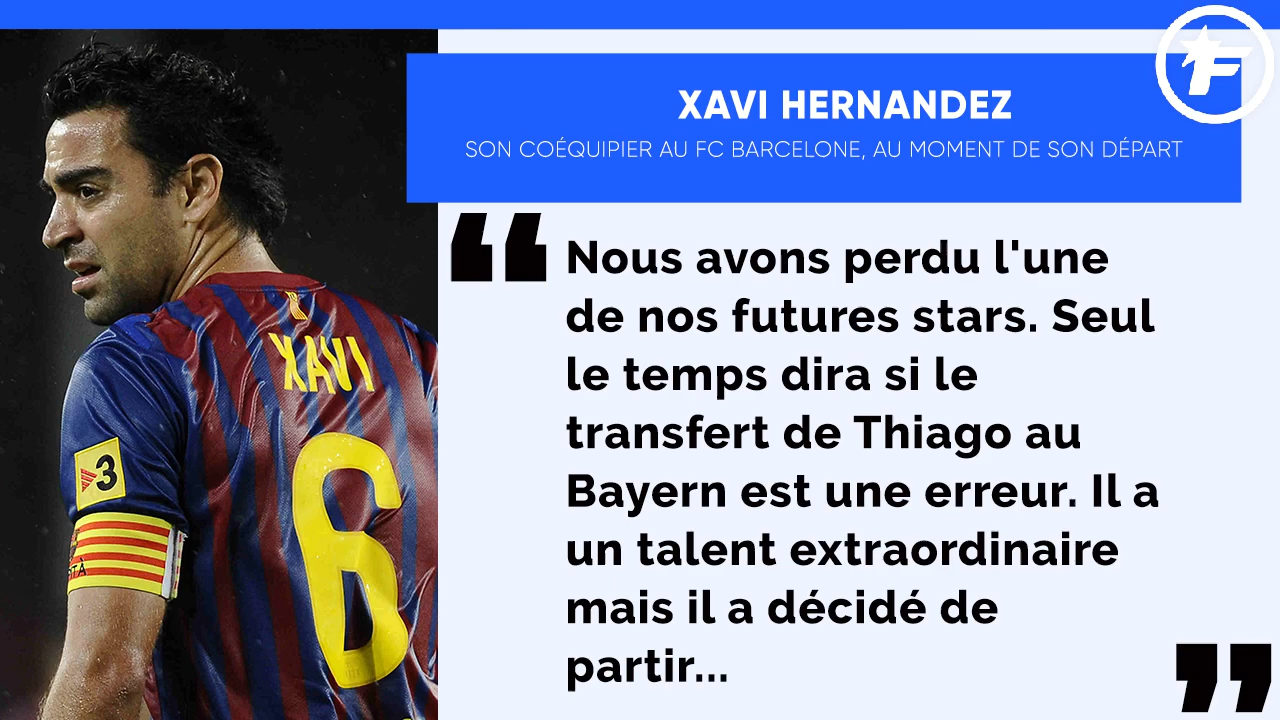 XAVI HERNANDEZ
SON COÉQUIPIER AU FC BARCELONE, AU MOMENT DE SON DÉPART
“
Nous avons perdu l'une
de nos futures stars. Seul
le temps dira si le
transfert de Thiago au
Bayern est une erreur. Il a
un talent extraordinaire
mais il a décidé de
partir...
”
F
XAVI
6
3